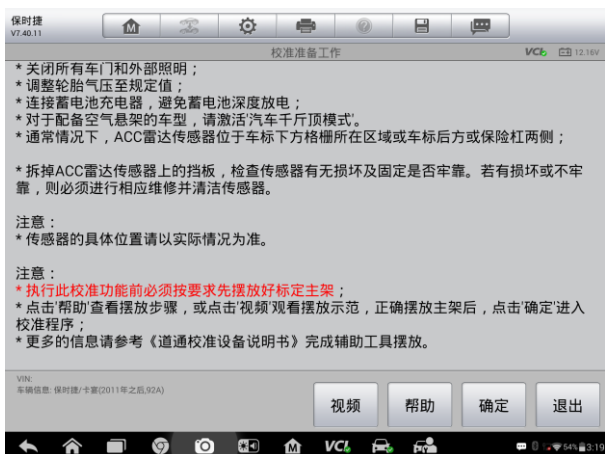 保时捷
V7.40.11
校准准备工作
VCI 12.16V
* 关闭所有车门和外部照明；
* 调整轮胎气压至规定值；
* 连接蓄电池充电器，避免蓄电池深度放电；
* 对于配备空气悬架的车型，请激活'汽车千斤顶模式'。
* 通常情况下，ACC雷达传感器位于车标下方格栅所在区域或车标后方或保险杠两侧；
* 拆掉ACC雷达传感器上的挡板，检查传感器有无损坏及固定是否牢靠。若有损坏或不牢
靠，则必须进行相应维修并清洁传感器。
注意：
* 传感器的具体位置请以实际情况为准。
注意：
* 执行此校准功能前必须按要求先摆放好标定主架；
* 点击'帮助'查看摆放步骤，或点击'视频'观看摆放示范，正确摆放主架后，点击'确定'进入
校准程序；
* 更多的信息请参考《道通校准设备说明书》完成辅助工具摆放。
VIN:
车辆信息: 保时捷/卡宴(2011年之后,92A)
视频 帮助 确定 退出
VCI 54% 3:19